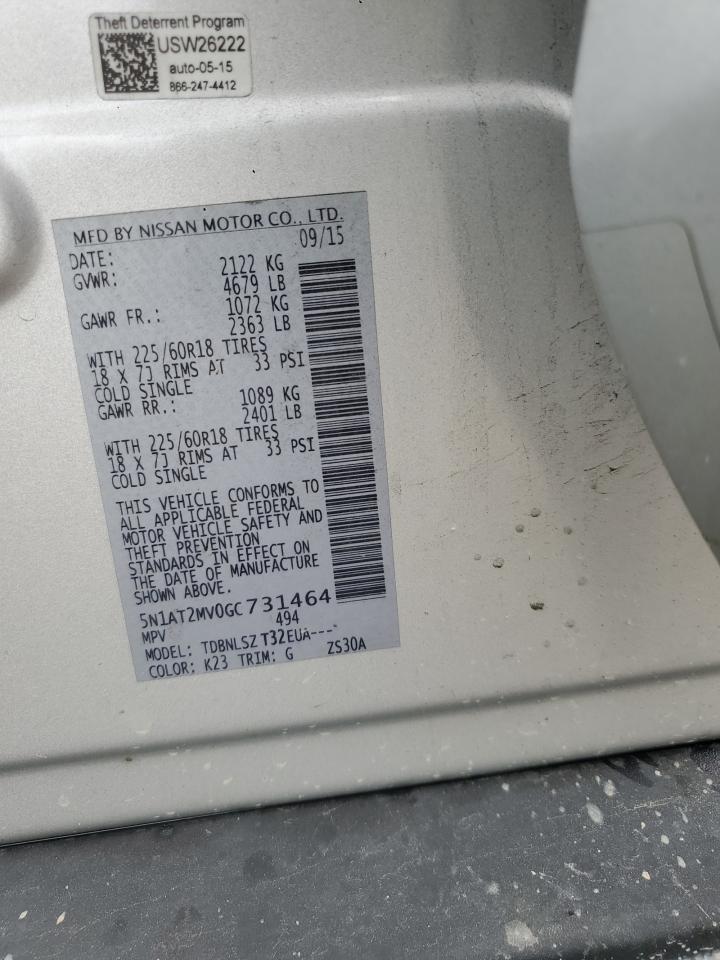 Theft Deterrent Program
USW26222
auto-05-15
866-247-4412
MFD BY NISSAN MOTOR CO., LTD.
DATE: 09/15
GVWR: 2122 KG
4679 LB
GAWR FR.: 1072 KG
2363 LB
WITH 225/60R18 TIRES
18 X 7J RIMS AT 33 PSI
COLD SINGLE
GAWR RR.: 1089 KG
2401 LB
WITH 225/60R18 TIRES
18 X 7J RIMS AT 33 PSI
COLD SINGLE
THIS VEHICLE CONFORMS TO
ALL APPLICABLE FEDERAL
MOTOR VEHICLE SAFETY AND
THEFT PREVENTION
STANDARDS IN EFFECT ON
THE DATE OF MANUFACTURE
SHOWN ABOVE.
5N1AT2MV0GC731464
MPV 494
MODEL: TDBNLSZ T32EUA---
COLOR: K23 TRIM: G ZS30A